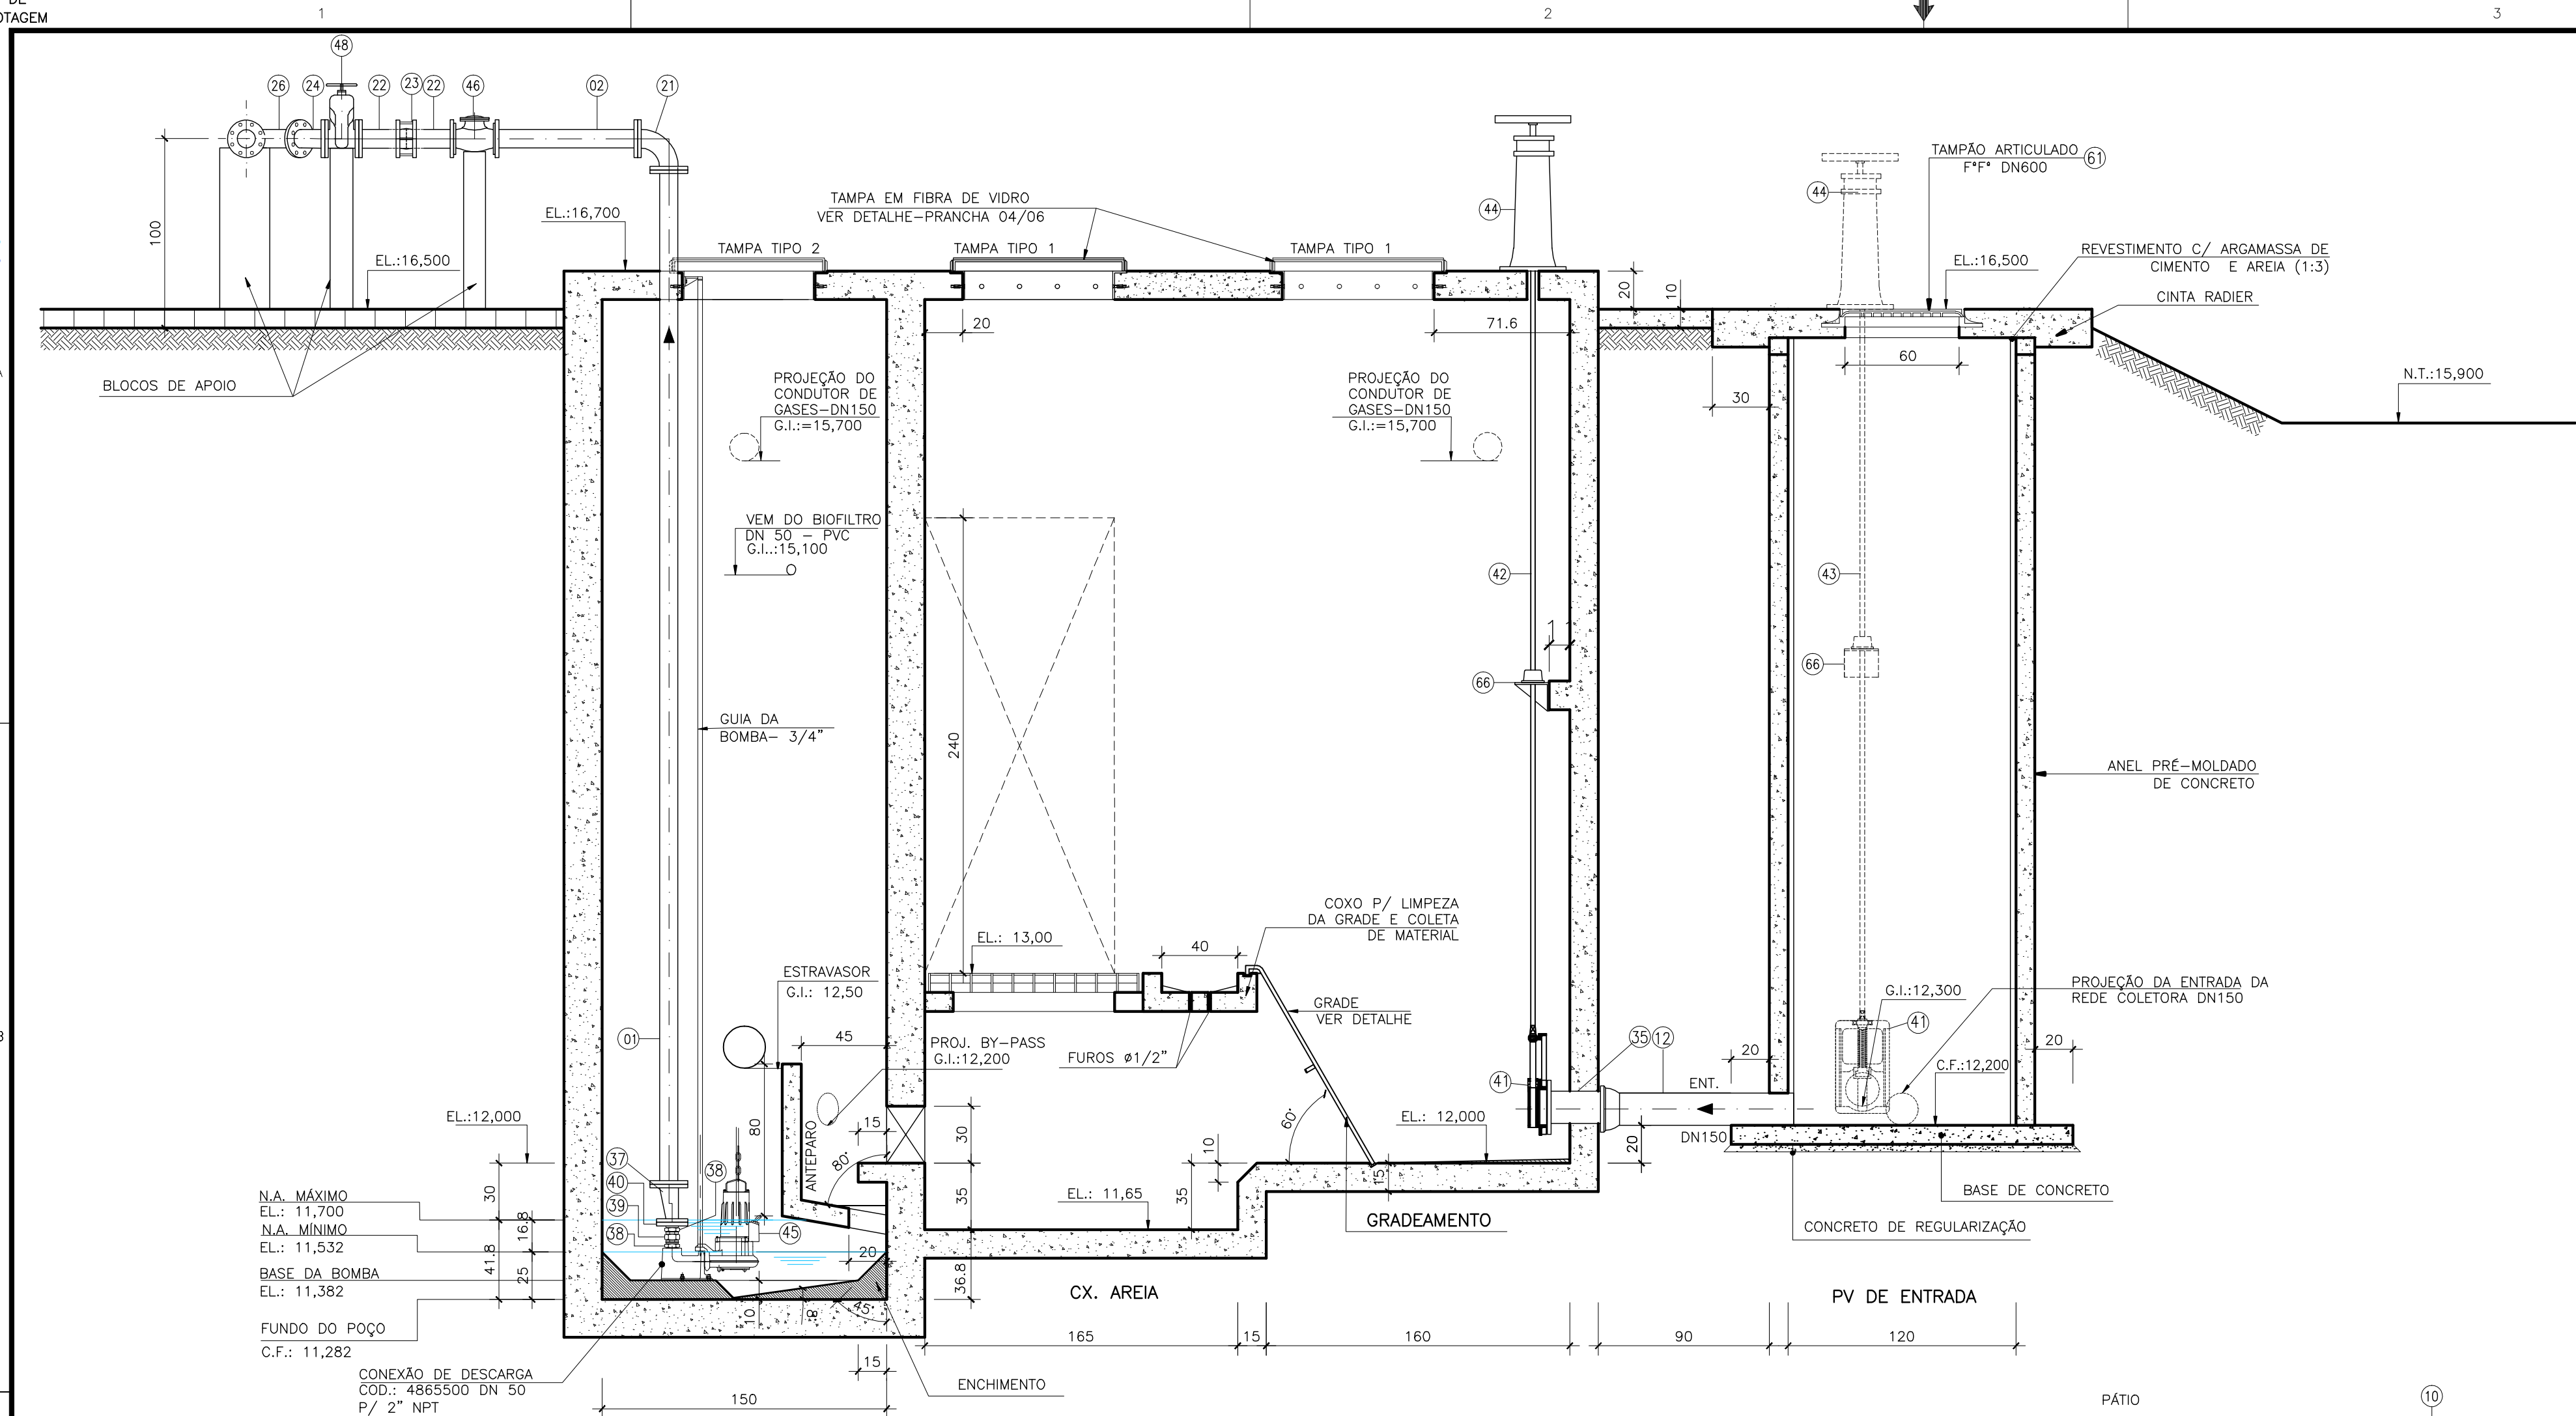 DE
OTAGEM
1
2
3
48
26
24
22
23
22
46
02
21
100
EL.:16,700
EL.:16,500
BLOCOS DE APOIO
TAMPA EM FIBRA DE VIDRO
VER DETALHE-PRANCHA 04/06
TAMPA TIPO 2
TAMPA TIPO 1
TAMPA TIPO 1
44
44
TAMPÃO ARTICULADO
F°F° DN600
61
REVESTIMENTO C/ ARGAMASSA DE
CIMENTO E AREIA (1:3)
EL.:16,500
CINTA RADIER
20
10
20
71.6
60
30
N.T.:15,900
PROJEÇÃO DO
CONDUTOR DE
GASES-DN150
G.I.:=15,700
PROJEÇÃO DO
CONDUTOR DE
GASES-DN150
G.I.:=15,700
VEM DO BIOFILTRO
DN 50 - PVC
G.I..:15,100
42
43
66
66
GUIA DA
BOMBA- 3/4"
240
ANEL PRÉ-MOLDADO
DE CONCRETO
COXO P/ LIMPEZA
DA GRADE E COLETA
DE MATERIAL
EL.: 13,00
40
ESTRAVASOR
G.I.: 12,50
GRADE
VER DETALHE
PROJEÇÃO DA ENTRADA DA
REDE COLETORA DN150
G.I.:12,300
41
B
01
45
PROJ. BY-PASS
G.I.:12,200
FUROS ø1/2"
35
12
20
20
C.F.:12,200
41
ENT.
EL.:12,000
80
ANTEPARO
80°
15
30
60°
EL.: 12,000
DN150
20
10
37
38
40
39
38
45
35
EL.: 11,65
35
15
BASE DE CONCRETO
N.A. MÁXIMO
EL.: 11,700
N.A. MÍNIMO
EL.: 11,532
30
16.8
41.8
25
GRADEAMENTO
CONCRETO DE REGULARIZAÇÃO
BASE DA BOMBA
EL.: 11,382
20
36.8
10
8°
45°
CX. AREIA
PV DE ENTRADA
FUNDO DO POÇO
C.F.: 11,282
165
15
160
90
120
CONEXÃO DE DESCARGA
COD.: 4865500 DN 50
P/ 2" NPT
15
ENCHIMENTO
150
PÁTIO
10